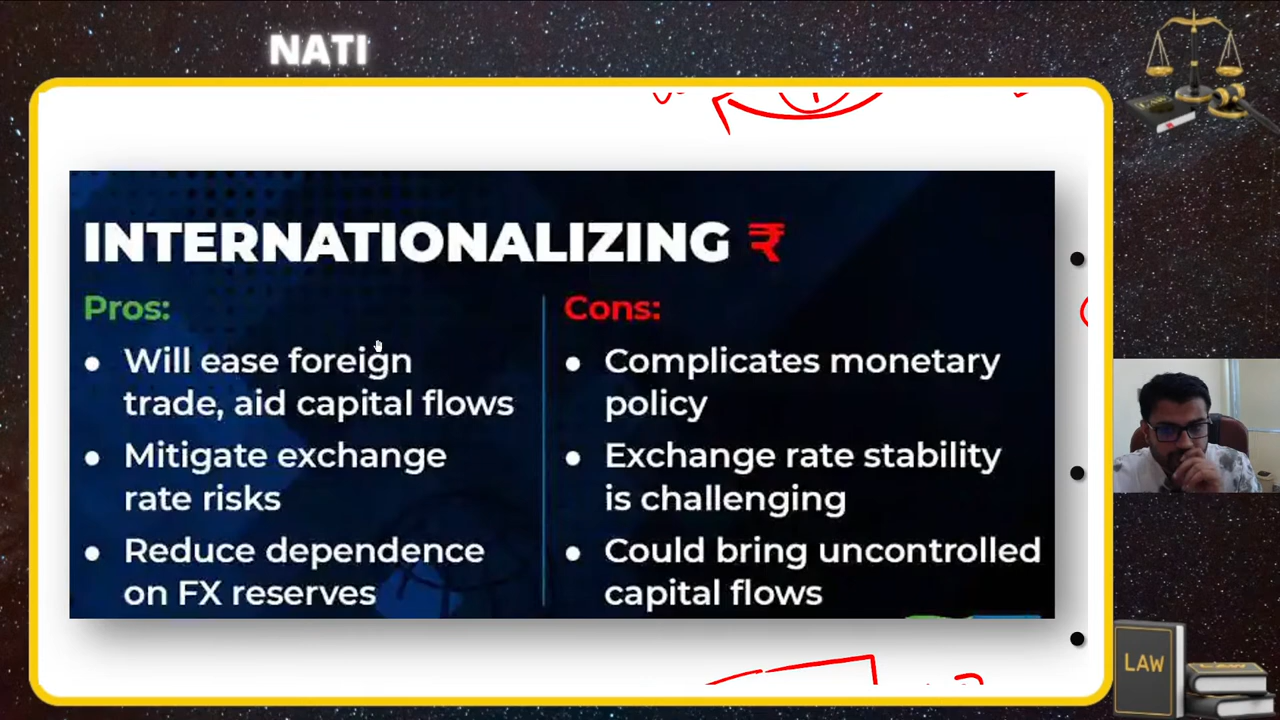 NATI
INTERNATIONALIZING ₹
Pros:
• Will ease foreign
trade, aid capital flows
• Mitigate exchange
rate risks
• Reduce dependence
on FX reserves
Cons:
• Complicates monetary
policy
• Exchange rate stability
is challenging
• Could bring uncontrolled
capital flows
LAW